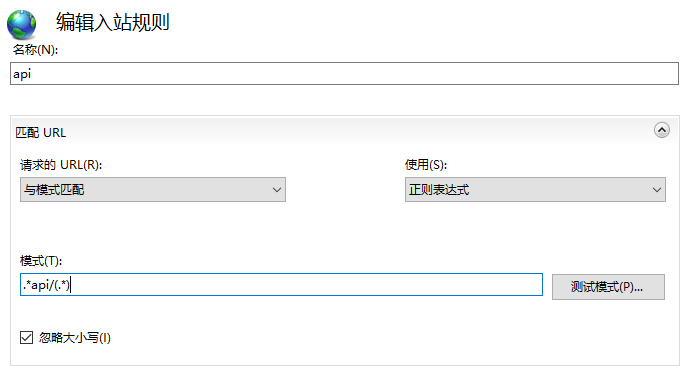 编辑入站规则
名称(N):
api
匹配 URL
请求的 URL(R):
使用(S):
与模式匹配
正则表达式
模式(T):
.*api/(.*)
测试模式(P)...
忽略大小写(I)